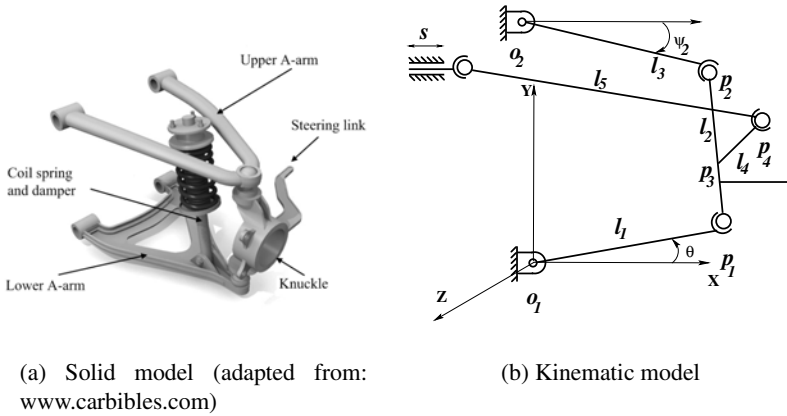 Upper A-arm
Steering link
Coil spring
and damper
Lower A-arm
Knuckle
s
o2
ψ2
l3
p2
l5
Y
l2
p4
l4
p3
l1
θ
p1
X
Z
o1
(a) Solid model (adapted from:
www.carbibles.com)
(b) Kinematic model